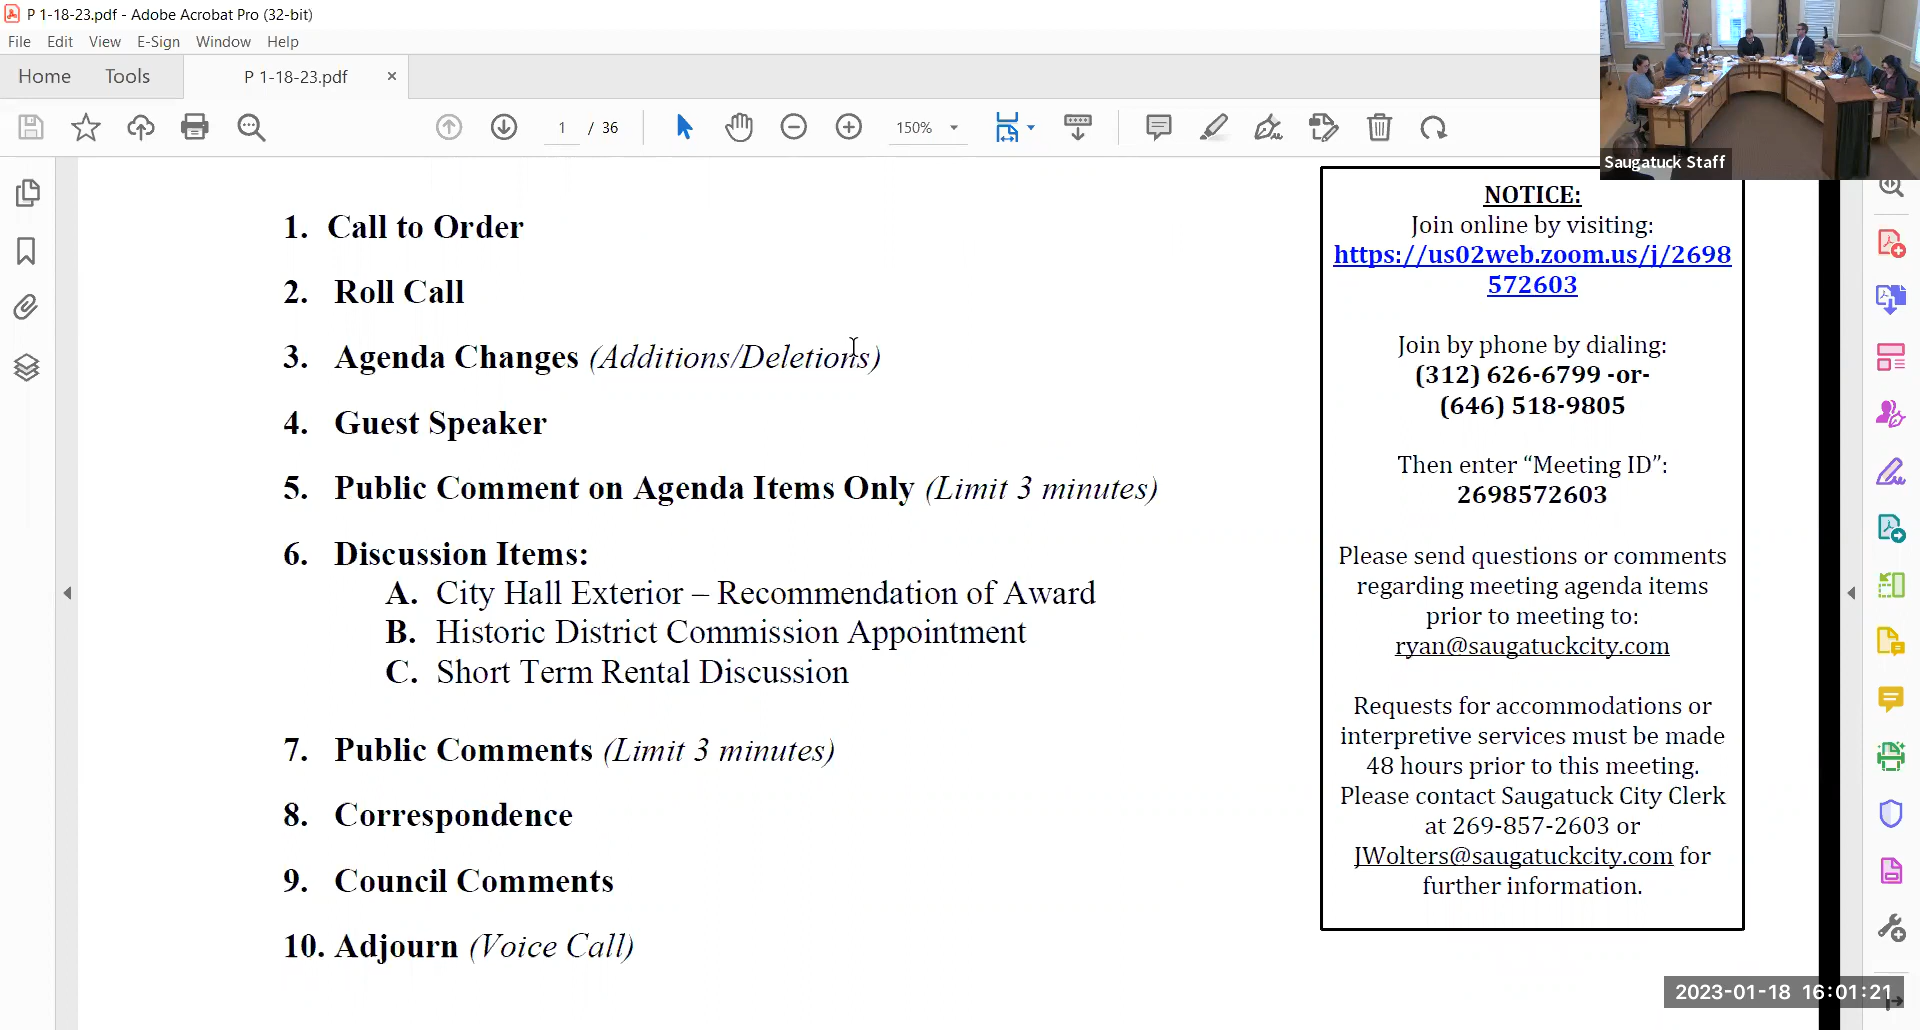 P 1-18-23.pdf - Adobe Acrobat Pro (32-bit)
File Edit View E-Sign Window Help
Home Tools P 1-18-23.pdf ×
1 / 36 150%
Saugatuck Staff
1. Call to Order
2. Roll Call
3. Agenda Changes (Additions/Deletions)
4. Guest Speaker
5. Public Comment on Agenda Items Only (Limit 3 minutes)
6. Discussion Items:
A. City Hall Exterior – Recommendation of Award
B. Historic District Commission Appointment
C. Short Term Rental Discussion
7. Public Comments (Limit 3 minutes)
8. Correspondence
9. Council Comments
10. Adjourn (Voice Call)
NOTICE:
Join online by visiting:
https://us02web.zoom.us/j/2698
572603
Join by phone by dialing:
(312) 626-6799 -or-
(646) 518-9805
Then enter “Meeting ID”:
2698572603
Please send questions or comments
regarding meeting agenda items
prior to meeting to:
ryan@saugatuckcity.com
Requests for accommodations or
interpretive services must be made
48 hours prior to this meeting.
Please contact Saugatuck City Clerk
at 269-857-2603 or
JWolters@saugatuckcity.com for
further information.
2023-01-18 16:01:21